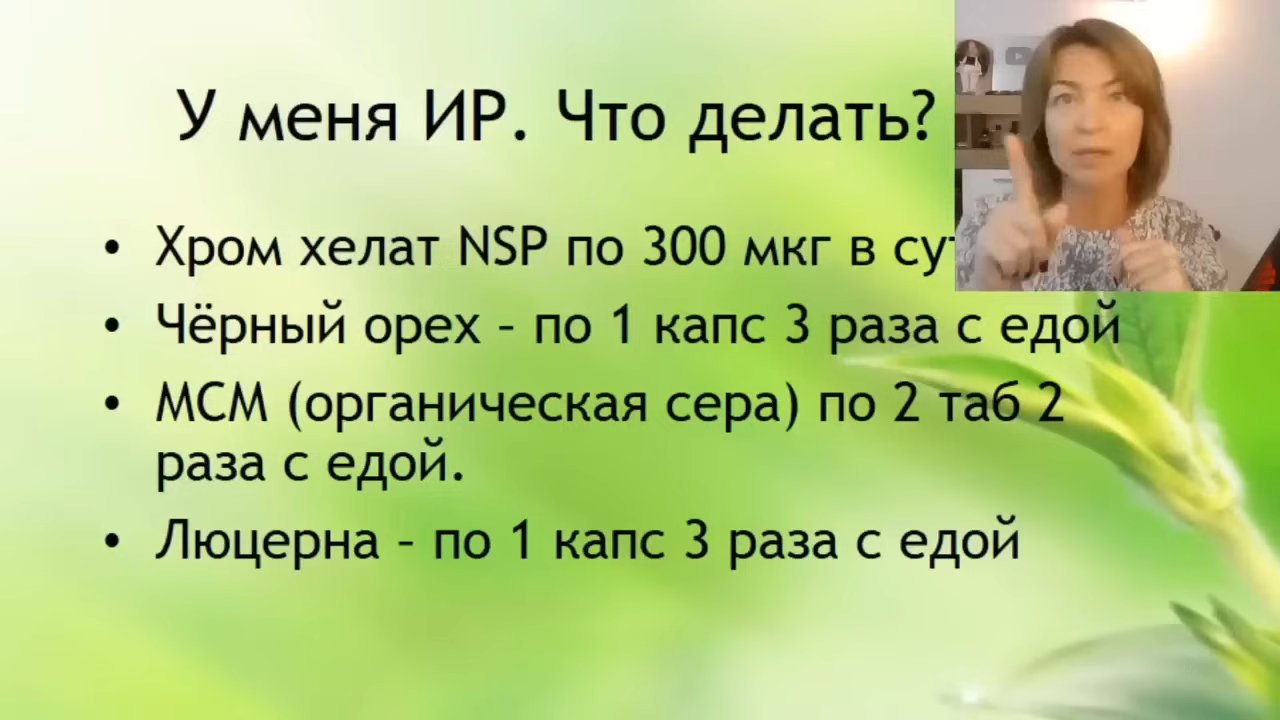 У меня ИР. Что делать?
• Хром хелат NSP по 300 мкг в
• Чёрный орех – по 1 капс 3 раза с едой
• МСМ (органическая сера) по 2 таб 2
раза с едой.
• Люцерна – по 1 капс 3 раза с едой